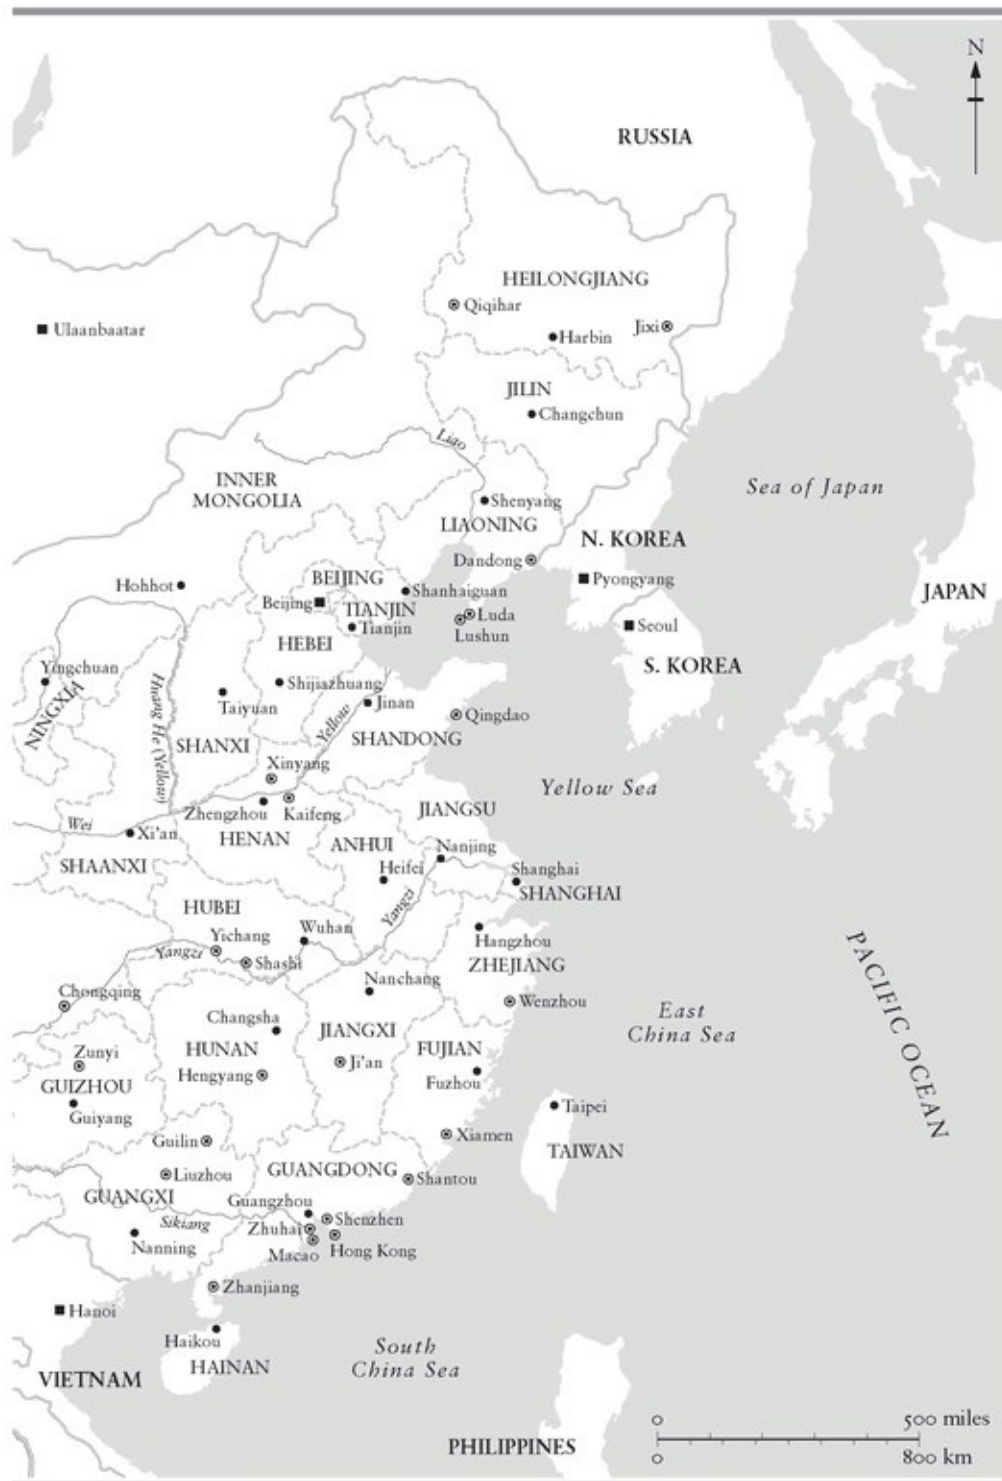 N
RUSSIA
HEILONGJIANG
Qiqihar
Jixi
Ulaanbaatar
Harbin
JILIN
Changchun
Liao
INNER
MONGOLIA
Sea of Japan
Shenyang
LIAONING
N. KOREA
Dandong
BEIJING
Pyongyang
Hohhot
Shanhaiguan
JAPAN
Beijing
TIANJIN
Luda
Tianjin
Seoul
Lushun
HEBEI
Yingchuan
S. KOREA
Shijiazhuang
NINGXIA
Huang He (Yellow)
Taiyuan
Jinan
Yellow
Qingdao
SHANXI
SHANDONG
Xinyang
Yellow Sea
JIANGSU
Zhengzhou
Kaifeng
Wei
Xi'an
HENAN
ANHUI
Nanjing
SHAANXI
Heifei
Shanghai
SHANGHAI
HUBEI
Yangzi
Wuhan
Yichang
Hangzhou
Yangzi
Shashi
ZHEJIANG
PACIFIC OCEAN
Nanchang
Chongqing
Wenzhou
Changsha
JIANGXI
East
China Sea
HUNAN
FUJIAN
Zunyi
Ji'an
Hengyang
GUIZHOU
Fuzhou
Guiyang
Taipei
Guilin
Xiamen
TAIWAN
Liuzhou
GUANGDONG
Shantou
GUANGXI
Guangzhou
Sikiang
Shenzhen
Zhuhai
Nanning
Macao
Hong Kong
Zhanjiang
Hanoi
Haikou
South
China Sea
HAINAN
VIETNAM
0
500 miles
PHILIPPINES
0
800 km